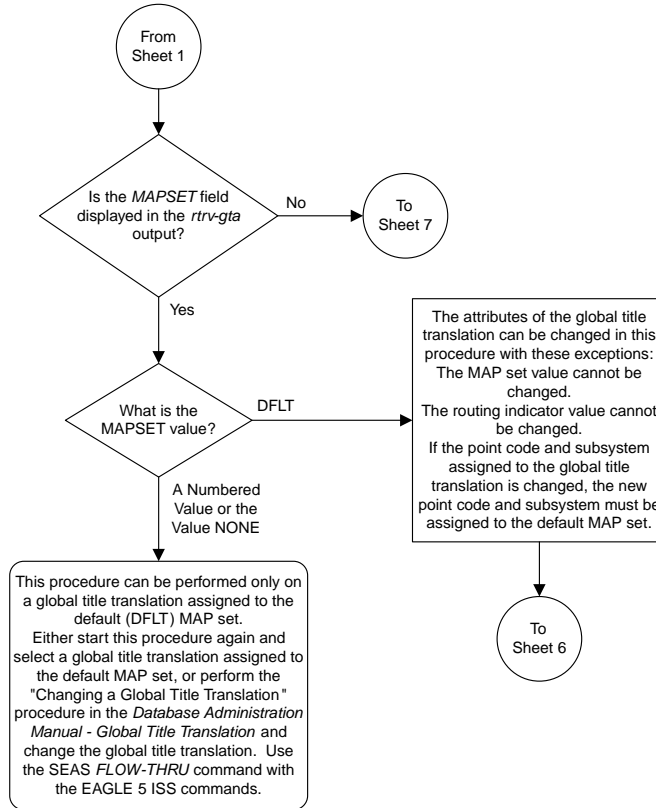 From
Sheet 1
Is the MAPSET field
displayed in the rtrv-gta
output?
No
To
Sheet 7
Yes
What is the
MAPSET value?
DFLT
The attributes of the global title
translation can be changed in this
procedure with these exceptions:
The MAP set value cannot be
changed.
The routing indicator value cannot
be changed.
If the point code and subsystem
assigned to the global title
translation is changed, the new
point code and subsystem must be
assigned to the default MAP set.
A Numbered
Value or the
Value NONE
To
Sheet 6
This procedure can be performed only on
a global title translation assigned to the
default (DFLT) MAP set.
Either start this procedure again and
select a global title translation assigned to
the default MAP set, or perform the
"Changing a Global Title Translation"
procedure in the Database Administration
Manual - Global Title Translation and
change the global title translation. Use
the SEAS FLOW-THRU command with
the EAGLE 5 ISS commands.